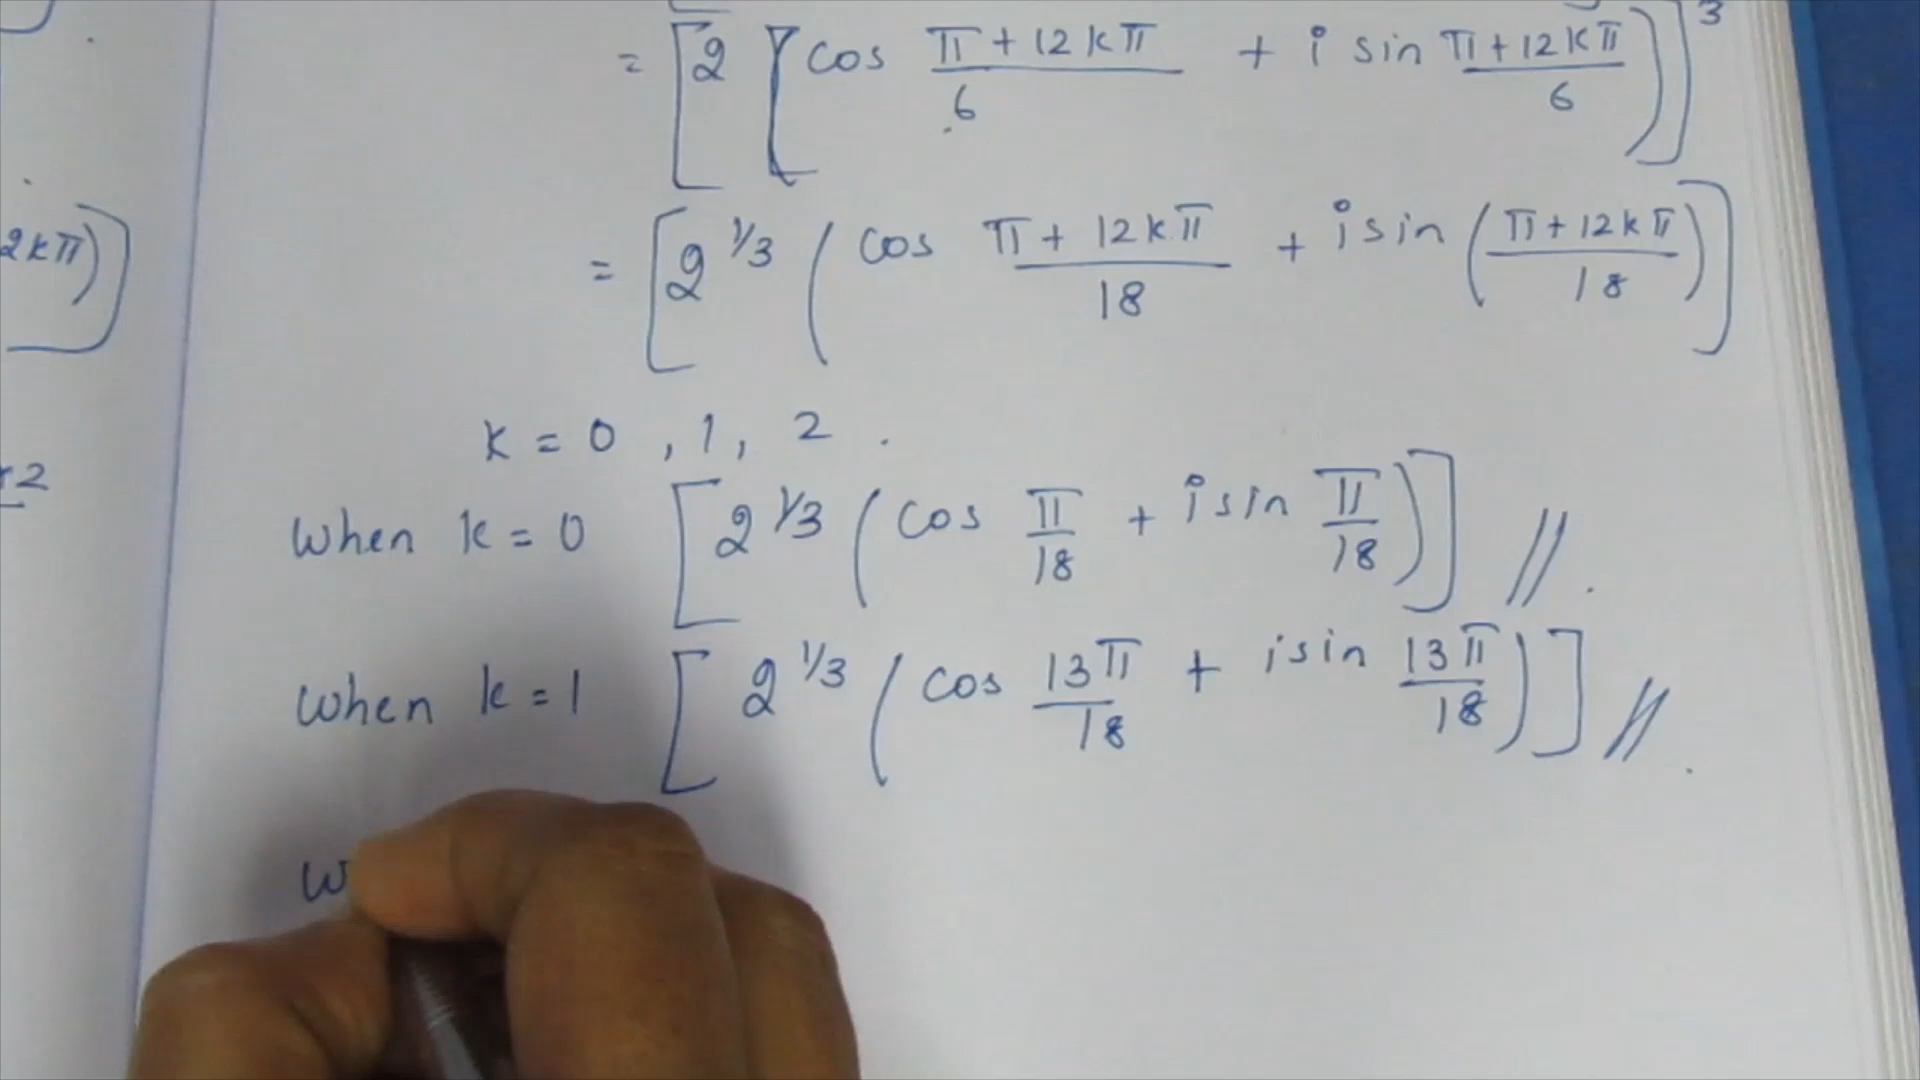 2kπ)]
+2
= [2 [cos π + 12kπ / 6 + i sin π + 12kπ / 6)]^3
= [2^1/3 (cos π + 12kπ / 18 + i sin (π + 12kπ / 18)]
k = 0 , 1 , 2 .
When k = 0 [2^1/3 (cos π/18 + i sin π/18)] // .
When k = 1 [2^1/3 (cos 13π/18 + i sin 13π/18)] // .
W